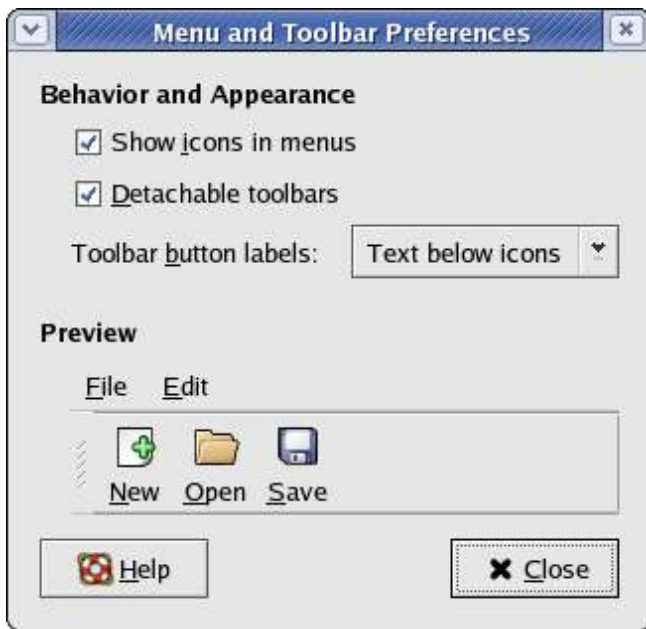 Menu and Toolbar Preferences
Behavior and Appearance
Show icons in menus
Detachable toolbars
Toolbar button labels: Text below icons
Preview
File Edit
New Open Save
Help Close